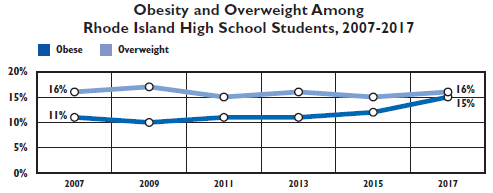 Obesity and Overweight Among
Rhode Island High School Students, 2007-2017
Obese Overweight
20%
15%
10%
5%
0%
16%
11%
16%
15%
2007 2009 2011 2013 2015 2017